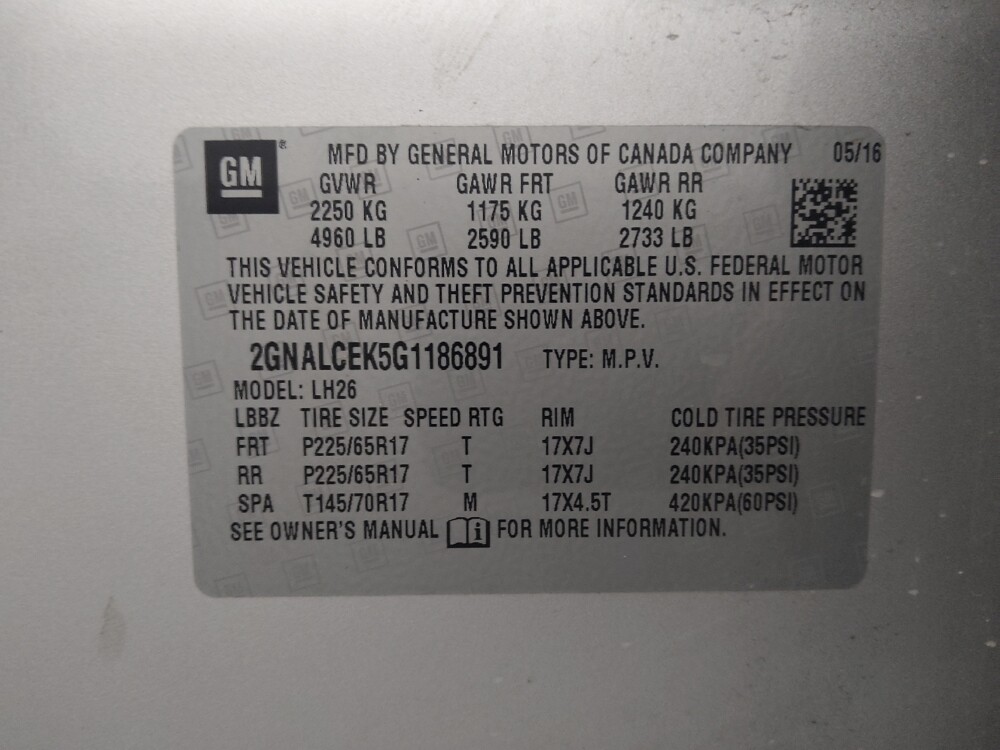 GM ® MFD BY GENERAL MOTORS OF CANADA COMPANY 05/16
GVWR GAWR FRT GAWR RR
2250 KG 1175 KG 1240 KG
4960 LB 2590 LB 2733 LB
THIS VEHICLE CONFORMS TO ALL APPLICABLE U.S. FEDERAL MOTOR
VEHICLE SAFETY AND THEFT PREVENTION STANDARDS IN EFFECT ON
THE DATE OF MANUFACTURE SHOWN ABOVE.
2GNALCEK5G1186891 TYPE: M.P.V.
MODEL: LH26
LBBZ TIRE SIZE SPEED RTG RIM COLD TIRE PRESSURE
FRT P225/65R17 T 17X7J 240KPA(35PSI)
RR P225/65R17 T 17X7J 240KPA(35PSI)
SPA T145/70R17 M 17X4.5T 420KPA(60PSI)
SEE OWNER'S MANUAL i FOR MORE INFORMATION.